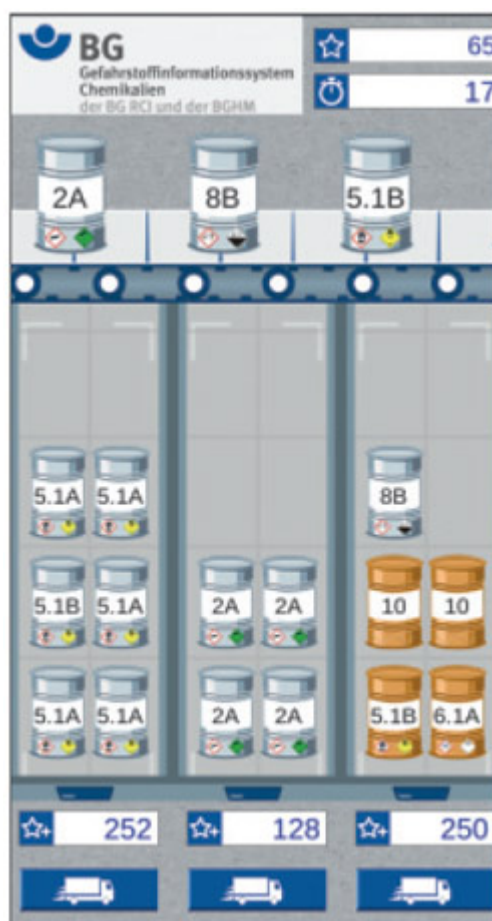 BG
Gefahrstoffinformationssystem
Chemikalien
der BG RCI und der BGHM
65
17
2A 8B 5.1B
5.1A 5.1A 8B
5.1B 5.1A 2A 2A 10 10
5.1A 5.1A 2A 2A 5.1B 6.1A
252 128 250